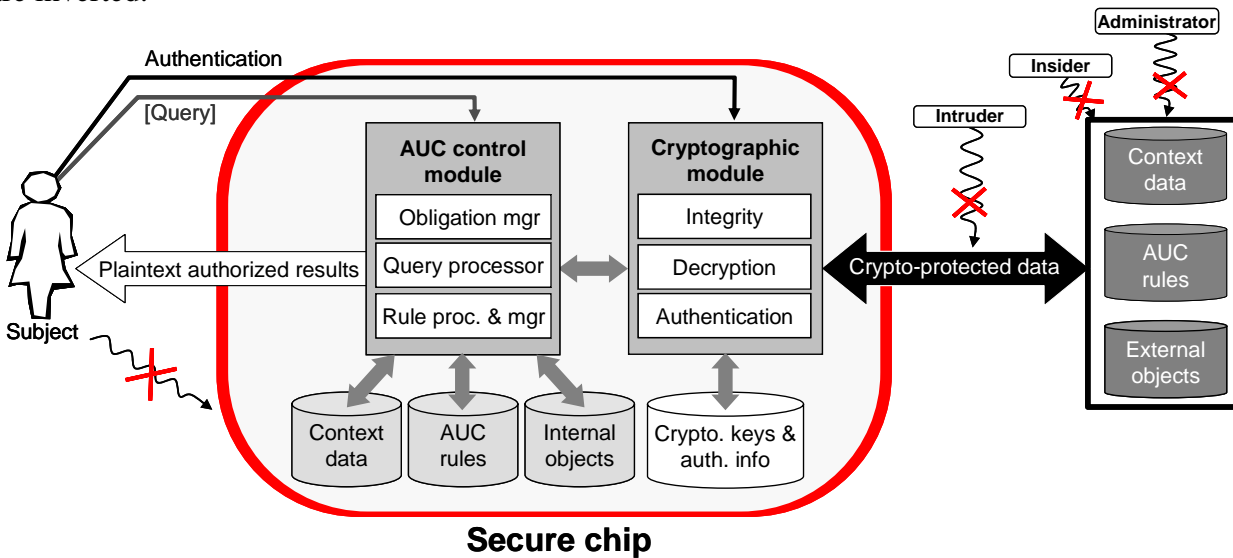 are inverted.
Administrator
Authentication
Insider
[Query]
Intruder
AUC control
module
Cryptographic
module
Context
data
Obligation mgr
Integrity
Plaintext authorized results
Query processor
Decryption
Crypto-protected data
AUC
rules
Rule proc. & mgr
Authentication
Subject
External
objects
Context
data
AUC
rules
Internal
objects
Crypto. keys &
auth. info
Secure chip